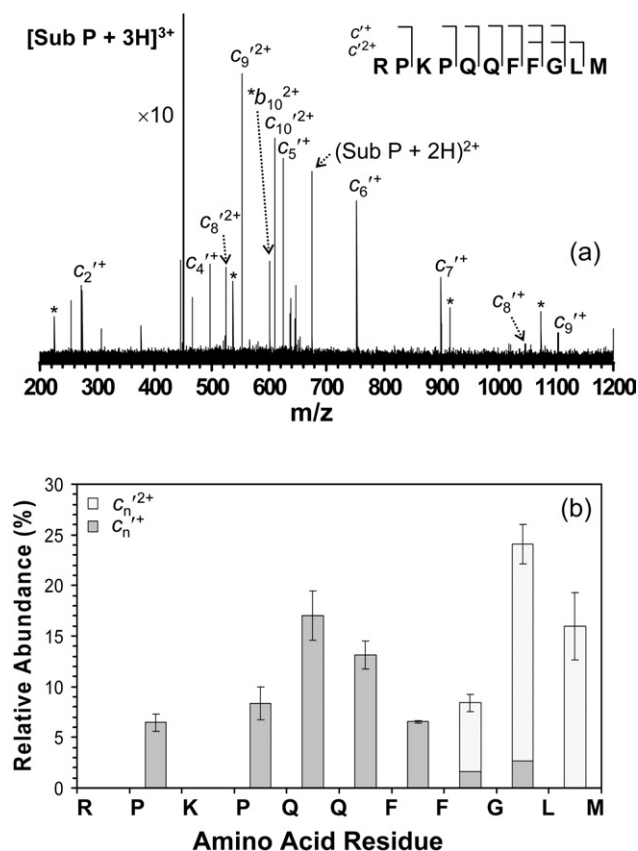 [Sub P + 3H]³⁺
c′⁺
c′²⁺
R P K P Q Q F F G L M
×10
c₉′²⁺
*b₁₀²⁺
c₁₀′²⁺
c₅′⁺
(Sub P + 2H)²⁺
c₆′⁺
c₈′²⁺
(a)
c₂′⁺
c₄′⁺
c₇′⁺
c₈′⁺
c₉′⁺
* * * *
200 300 400 500 600 700 800 900 1000 1100 1200
m/z
30
25
20
15
10
5
0
Relative Abundance (%)
cₙ′²⁺
cₙ′⁺
(b)
R P K P Q Q F F G L M
Amino Acid Residue